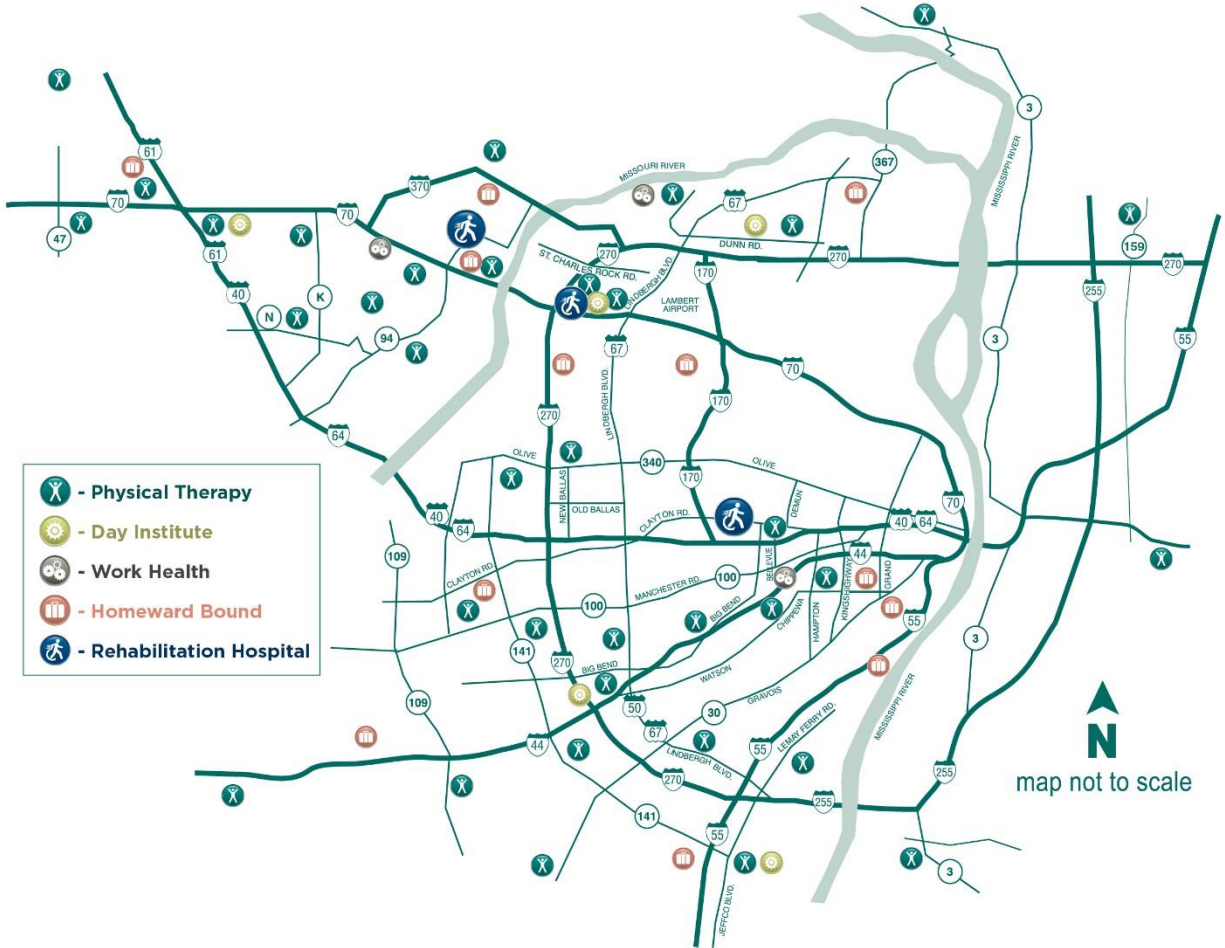 3
61
MISSOURI RIVER
367
MISSISSIPPI RIVER
370
70
67
70
47
61
DUNN RD.
159
270
ST. CHARLES ROCK RD.
LINDBERGH BLVD
170
270
270
40
K
255
N
LAMBERT
AIRPORT
94
67
3
55
70
LINDBERGH BLVD.
170
270
64
OLIVE
340
OLIVE
170
- Physical Therapy
- Day Institute
- Work Health
- Homeward Bound
- Rehabilitation Hospital
NEW BALLAS
OLD BALLAS
DEMUN
70
40
64
CLAYTON RD.
40
64
109
BELLEVUE
44
KINGSHIGHWAY
GRAND
CLAYTON RD.
MANCHESTER RD.
100
100
BIG BEND
CHIPPEWA
HAMPTON
55
3
141
270
BIG BEND
WATSON
109
50
30
GRAVOIS
MISSISSIPPI RIVER
67
LEMAY FERRY RD.
44
LINDBERGH BLVD.
55
N
270
255
255
map not to scale
141
55
3
JEFFCO BLVD.